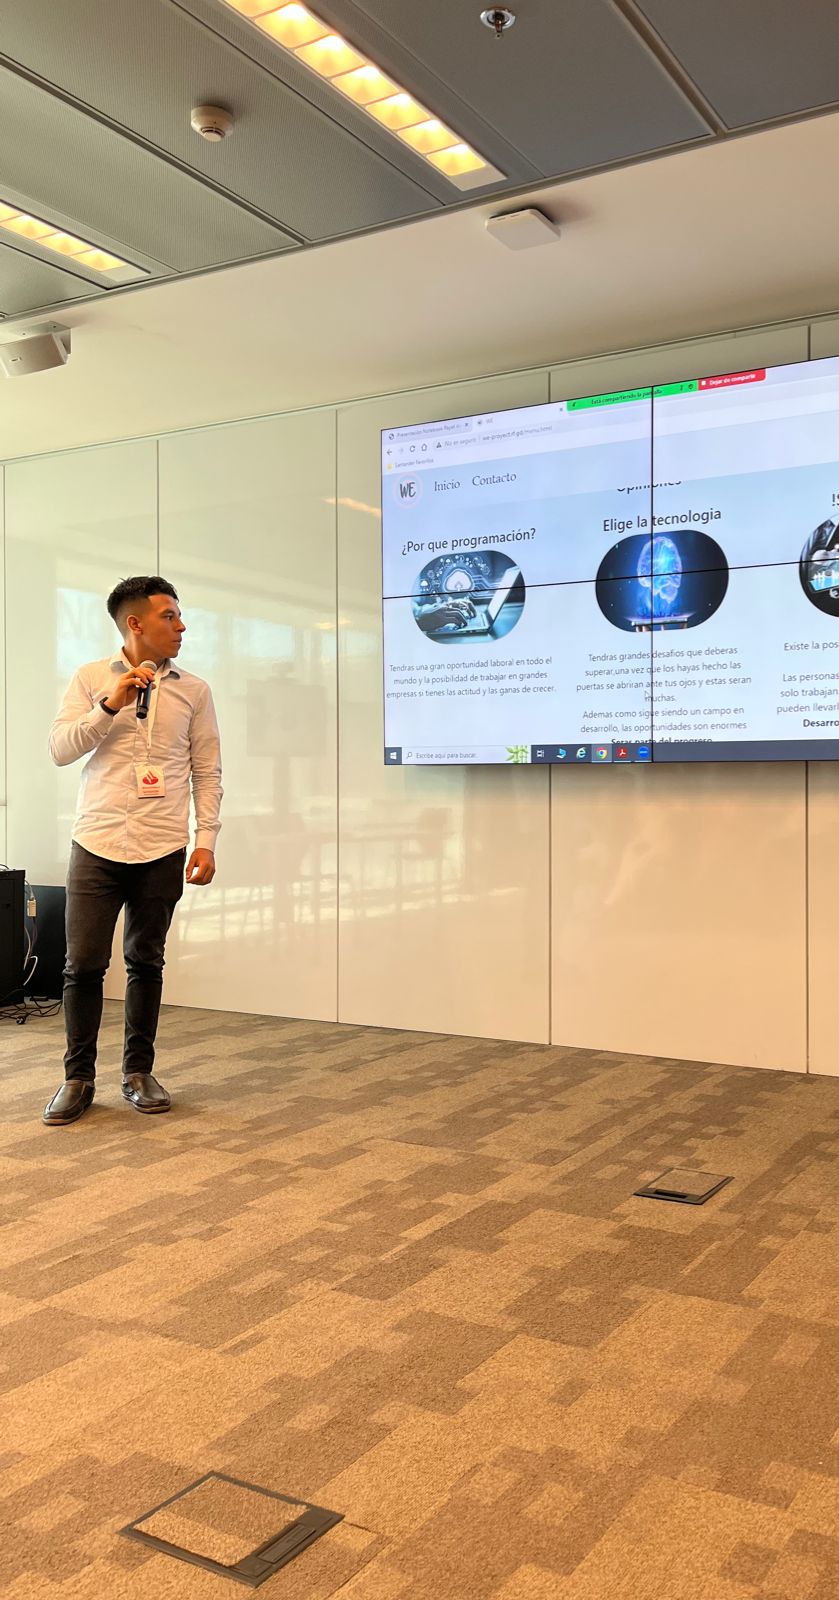 Está compartiendo la pantalla
Dejar de compartir
Presentación Notebook Papel
WE
No es seguro | we-proyect.rf.gd/menu.html
Santander Favoritos
WE
Inicio
Contacto
Opiniones
¿Por que programación?
Tendras una gran oportunidad laboral en todo el
mundo y la posibilidad de trabajar en grandes
empresas si tienes las actitud y las ganas de crecer.
Elige la tecnologia
Tendras grandes desafios que deberas
superar,una vez que los hayas hecho las
puertas se abriran ante tus ojos y estas seran
muchas.
Ademas como sigue siendo un campo en
desarrollo, las oportunidades son enormes
Seras parte del progreso
!S
Existe la pos
Las personas
solo trabajan
pueden llevarl
Desarro
Escribe aquí para buscar.